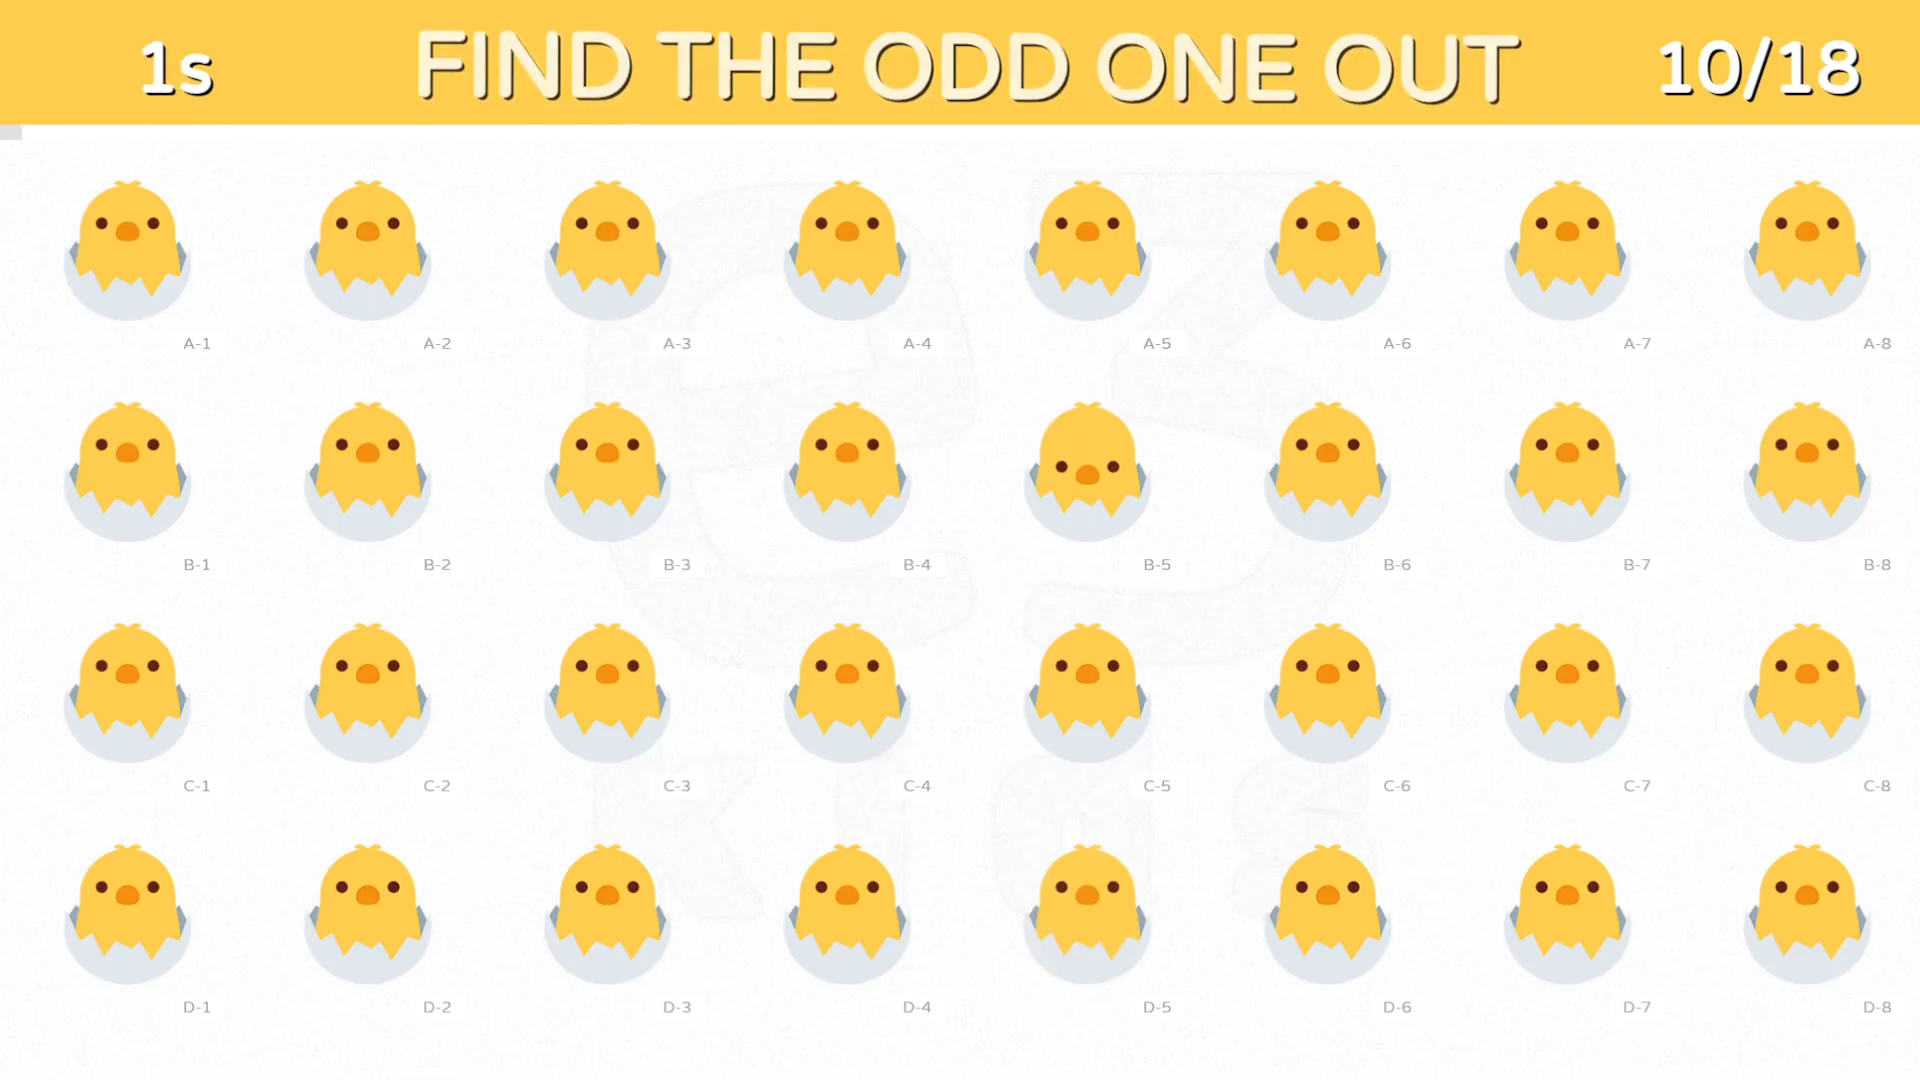 1s FIND THE ODD ONE OUT 10/18
A-1 A-2 A-3 A-4 A-5 A-6 A-7 A-8
B-1 B-2 B-3 B-4 B-5 B-6 B-7 B-8
C-1 C-2 C-3 C-4 C-5 C-6 C-7 C-8
D-1 D-2 D-3 D-4 D-5 D-6 D-7 D-8